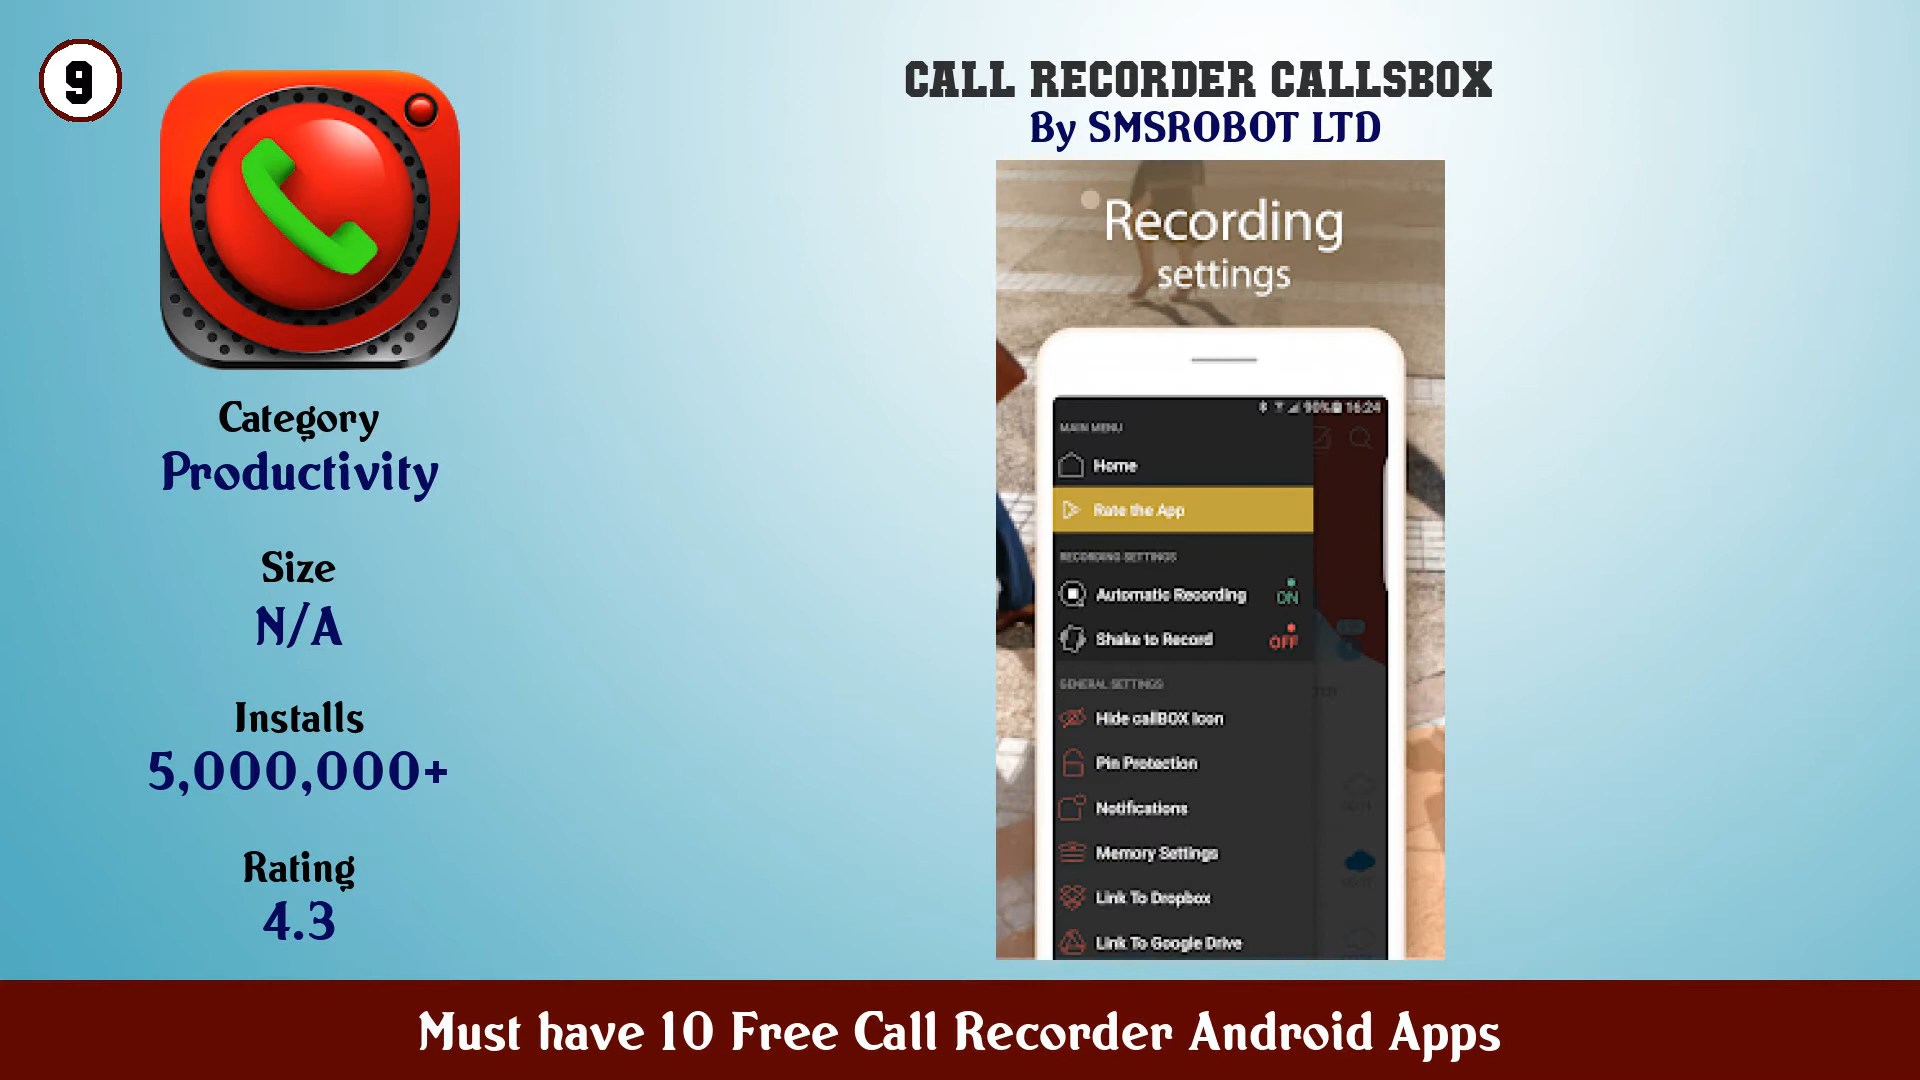 9
CALL RECORDER CALLSBOX
By SMSROBOT LTD
Category
Productivity
Size
N/A
Installs
5,000,000+
Rating
4.3
Recording
settings
90% 16:24
MAIN MENU
Home
Rate the App
RECORDING SETTINGS
Automatic Recording ON
Shake to Record OFF
GENERAL SETTINGS
Hide callBOX Icon
Pin Protection
Notifications
Memory Settings
Link To Dropbox
Link To Google Drive
Must have 10 Free Call Recorder Android Apps